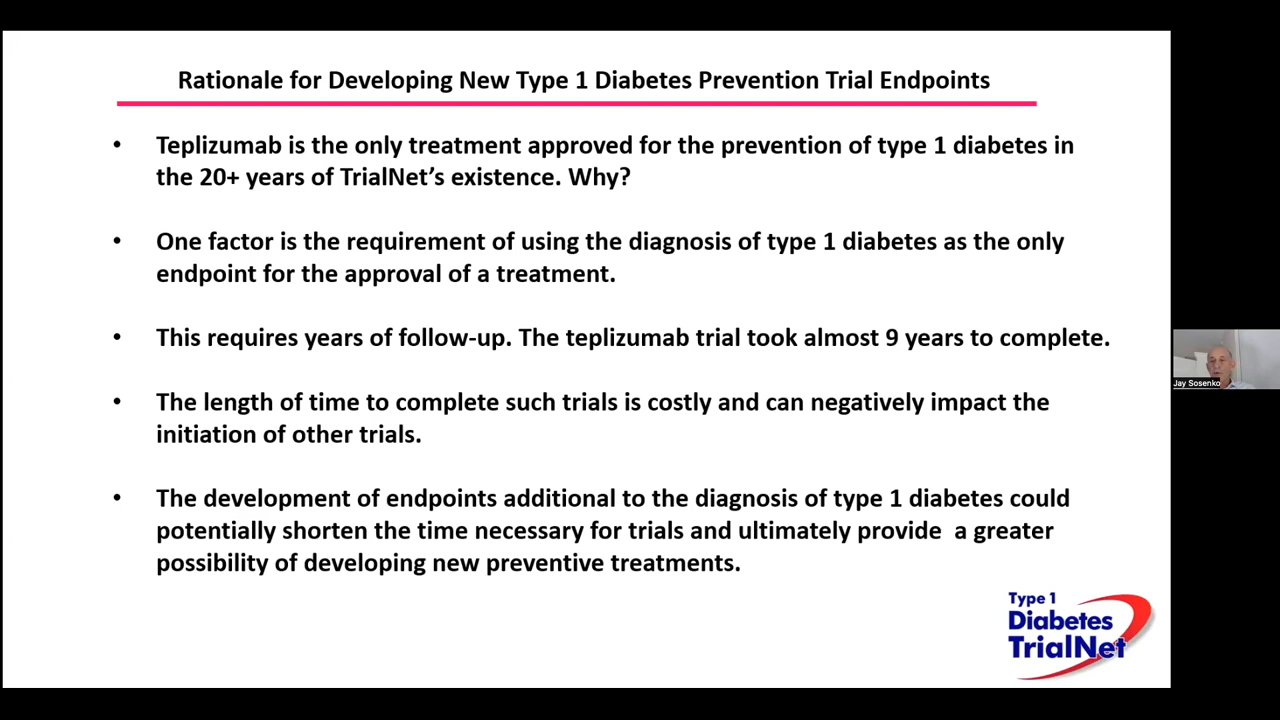 Rationale for Developing New Type 1 Diabetes Prevention Trial Endpoints
• Teplizumab is the only treatment approved for the prevention of type 1 diabetes in
the 20+ years of TrialNet’s existence. Why?
• One factor is the requirement of using the diagnosis of type 1 diabetes as the only
endpoint for the approval of a treatment.
• This requires years of follow-up. The teplizumab trial took almost 9 years to complete.
• The length of time to complete such trials is costly and can negatively impact the
initiation of other trials.
• The development of endpoints additional to the diagnosis of type 1 diabetes could
potentially shorten the time necessary for trials and ultimately provide  a greater
possibility of developing new preventive treatments.
Type 1
Diabetes
TrialNet
Jay Sosenko